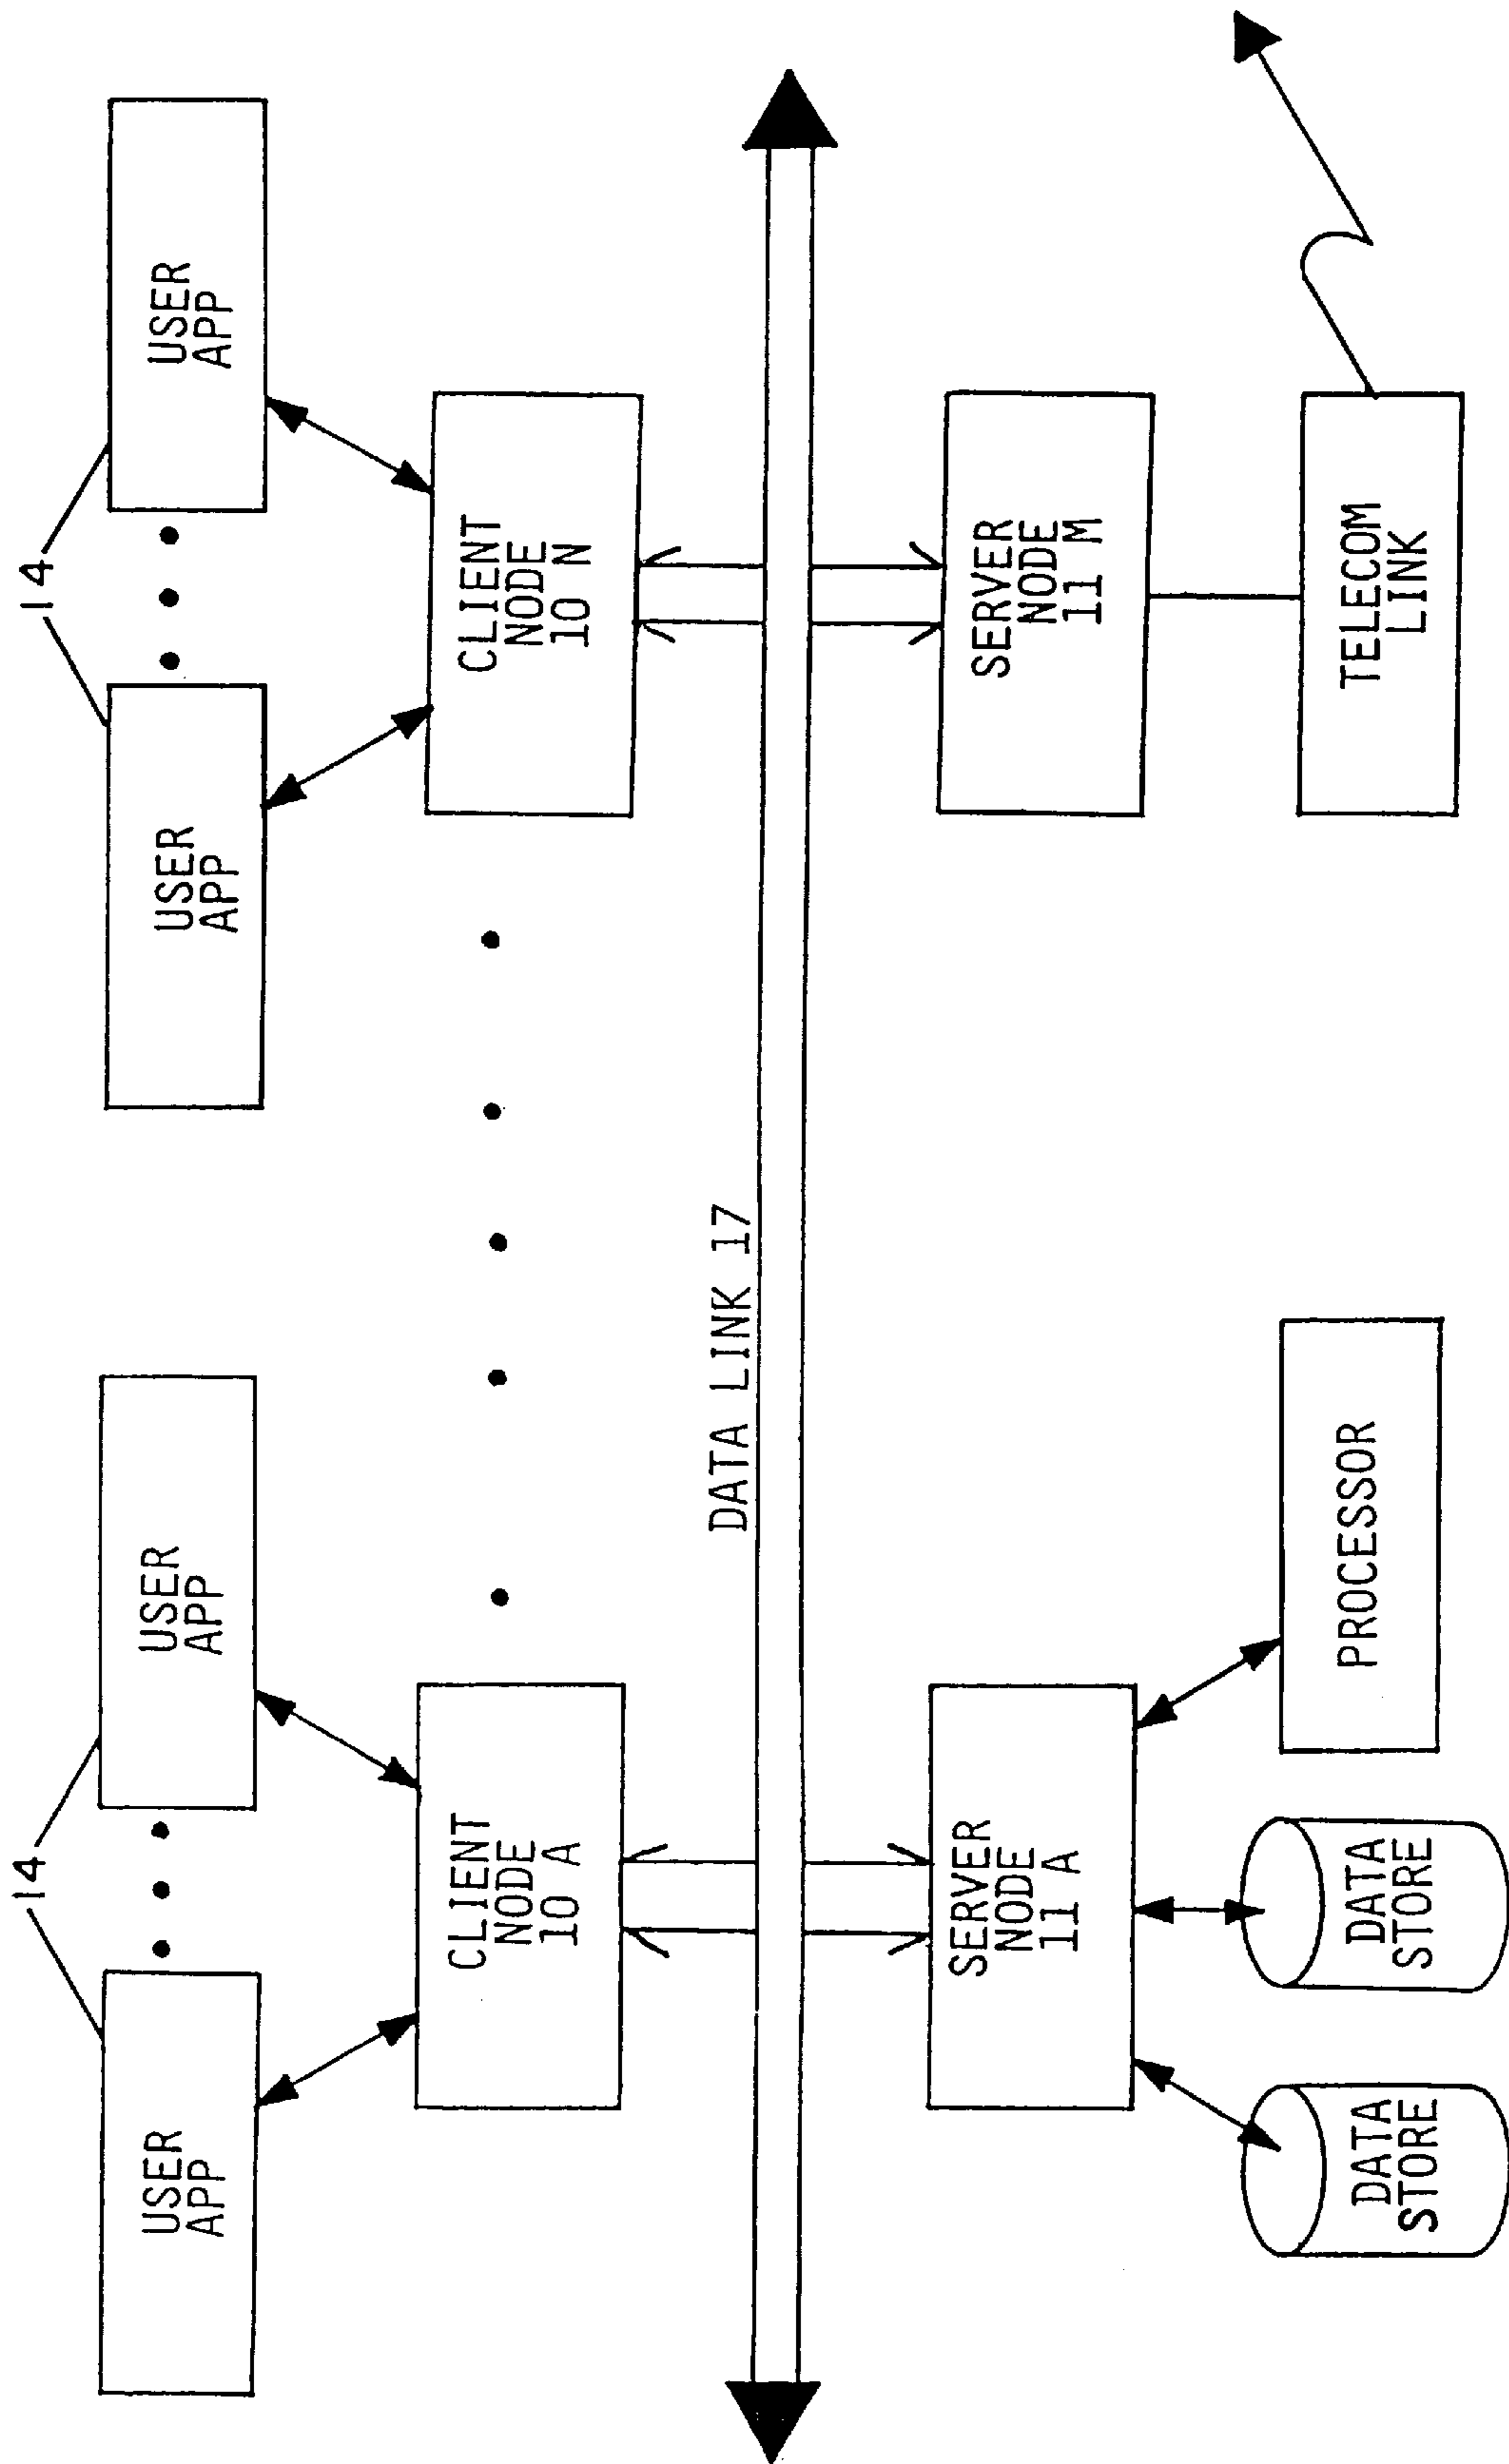 14
14
USER
APP
USER
APP
USER
APP
USER
APP
CLIENT
NODE
10 A
CLIENT
NODE
10 N
DATA LINK 17
SERVER
NODE
11 A
SERVER
NODE
11 M
DATA
STORE
DATA
STORE
PROCESSOR
TELECOM
LINK